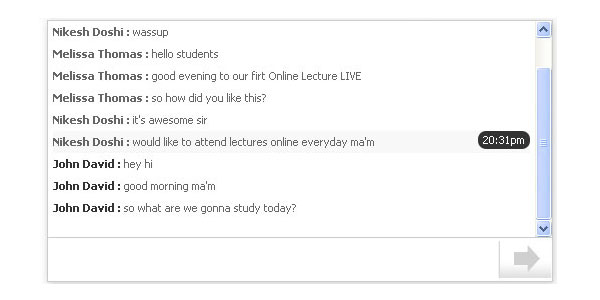 Nikesh Doshi : wassup
Melissa Thomas : hello students
Melissa Thomas : good evening to our firt Online Lecture LIVE
Melissa Thomas : so how did you like this?
Nikesh Doshi : it's awesome sir
Nikesh Doshi : would like to attend lectures online everyday ma'm 20:31pm
John David : hey hi
John David : good morning ma'm
John David : so what are we gonna study today?